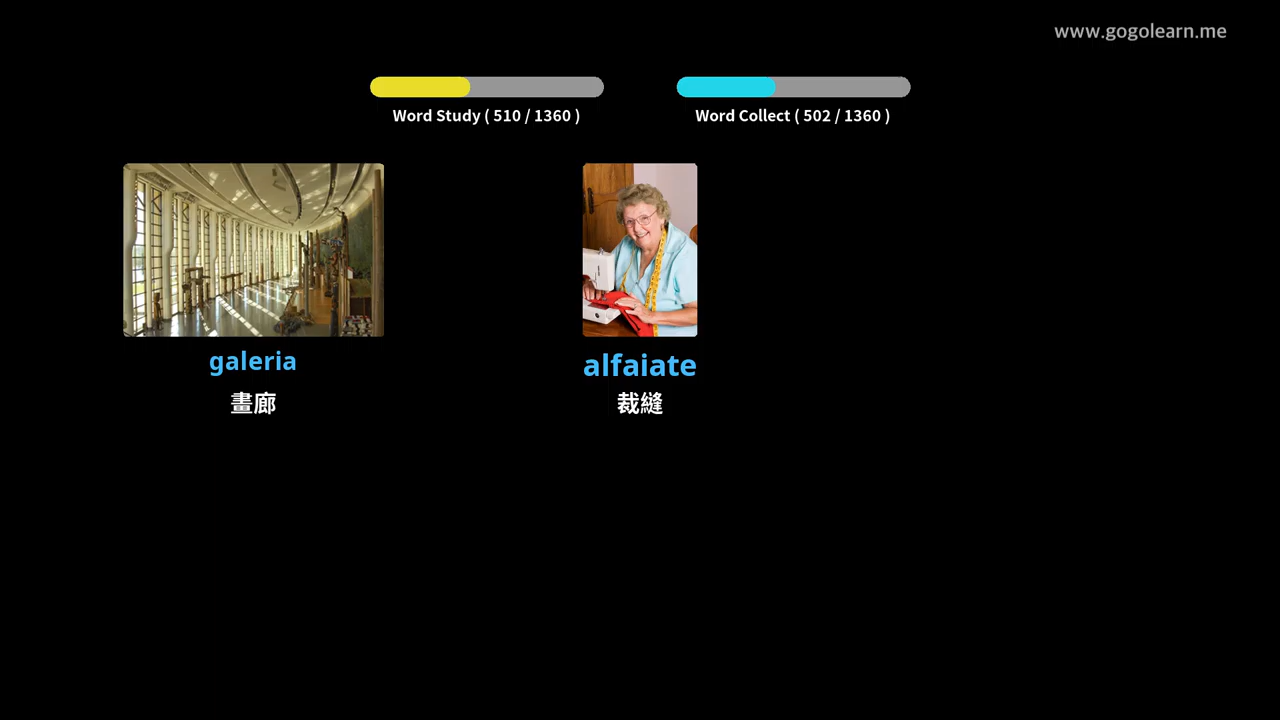 www.gogolearn.me
Word Study ( 510 / 1360 )
Word Collect ( 502 / 1360 )
galeria
畫廊
alfaiate
裁縫